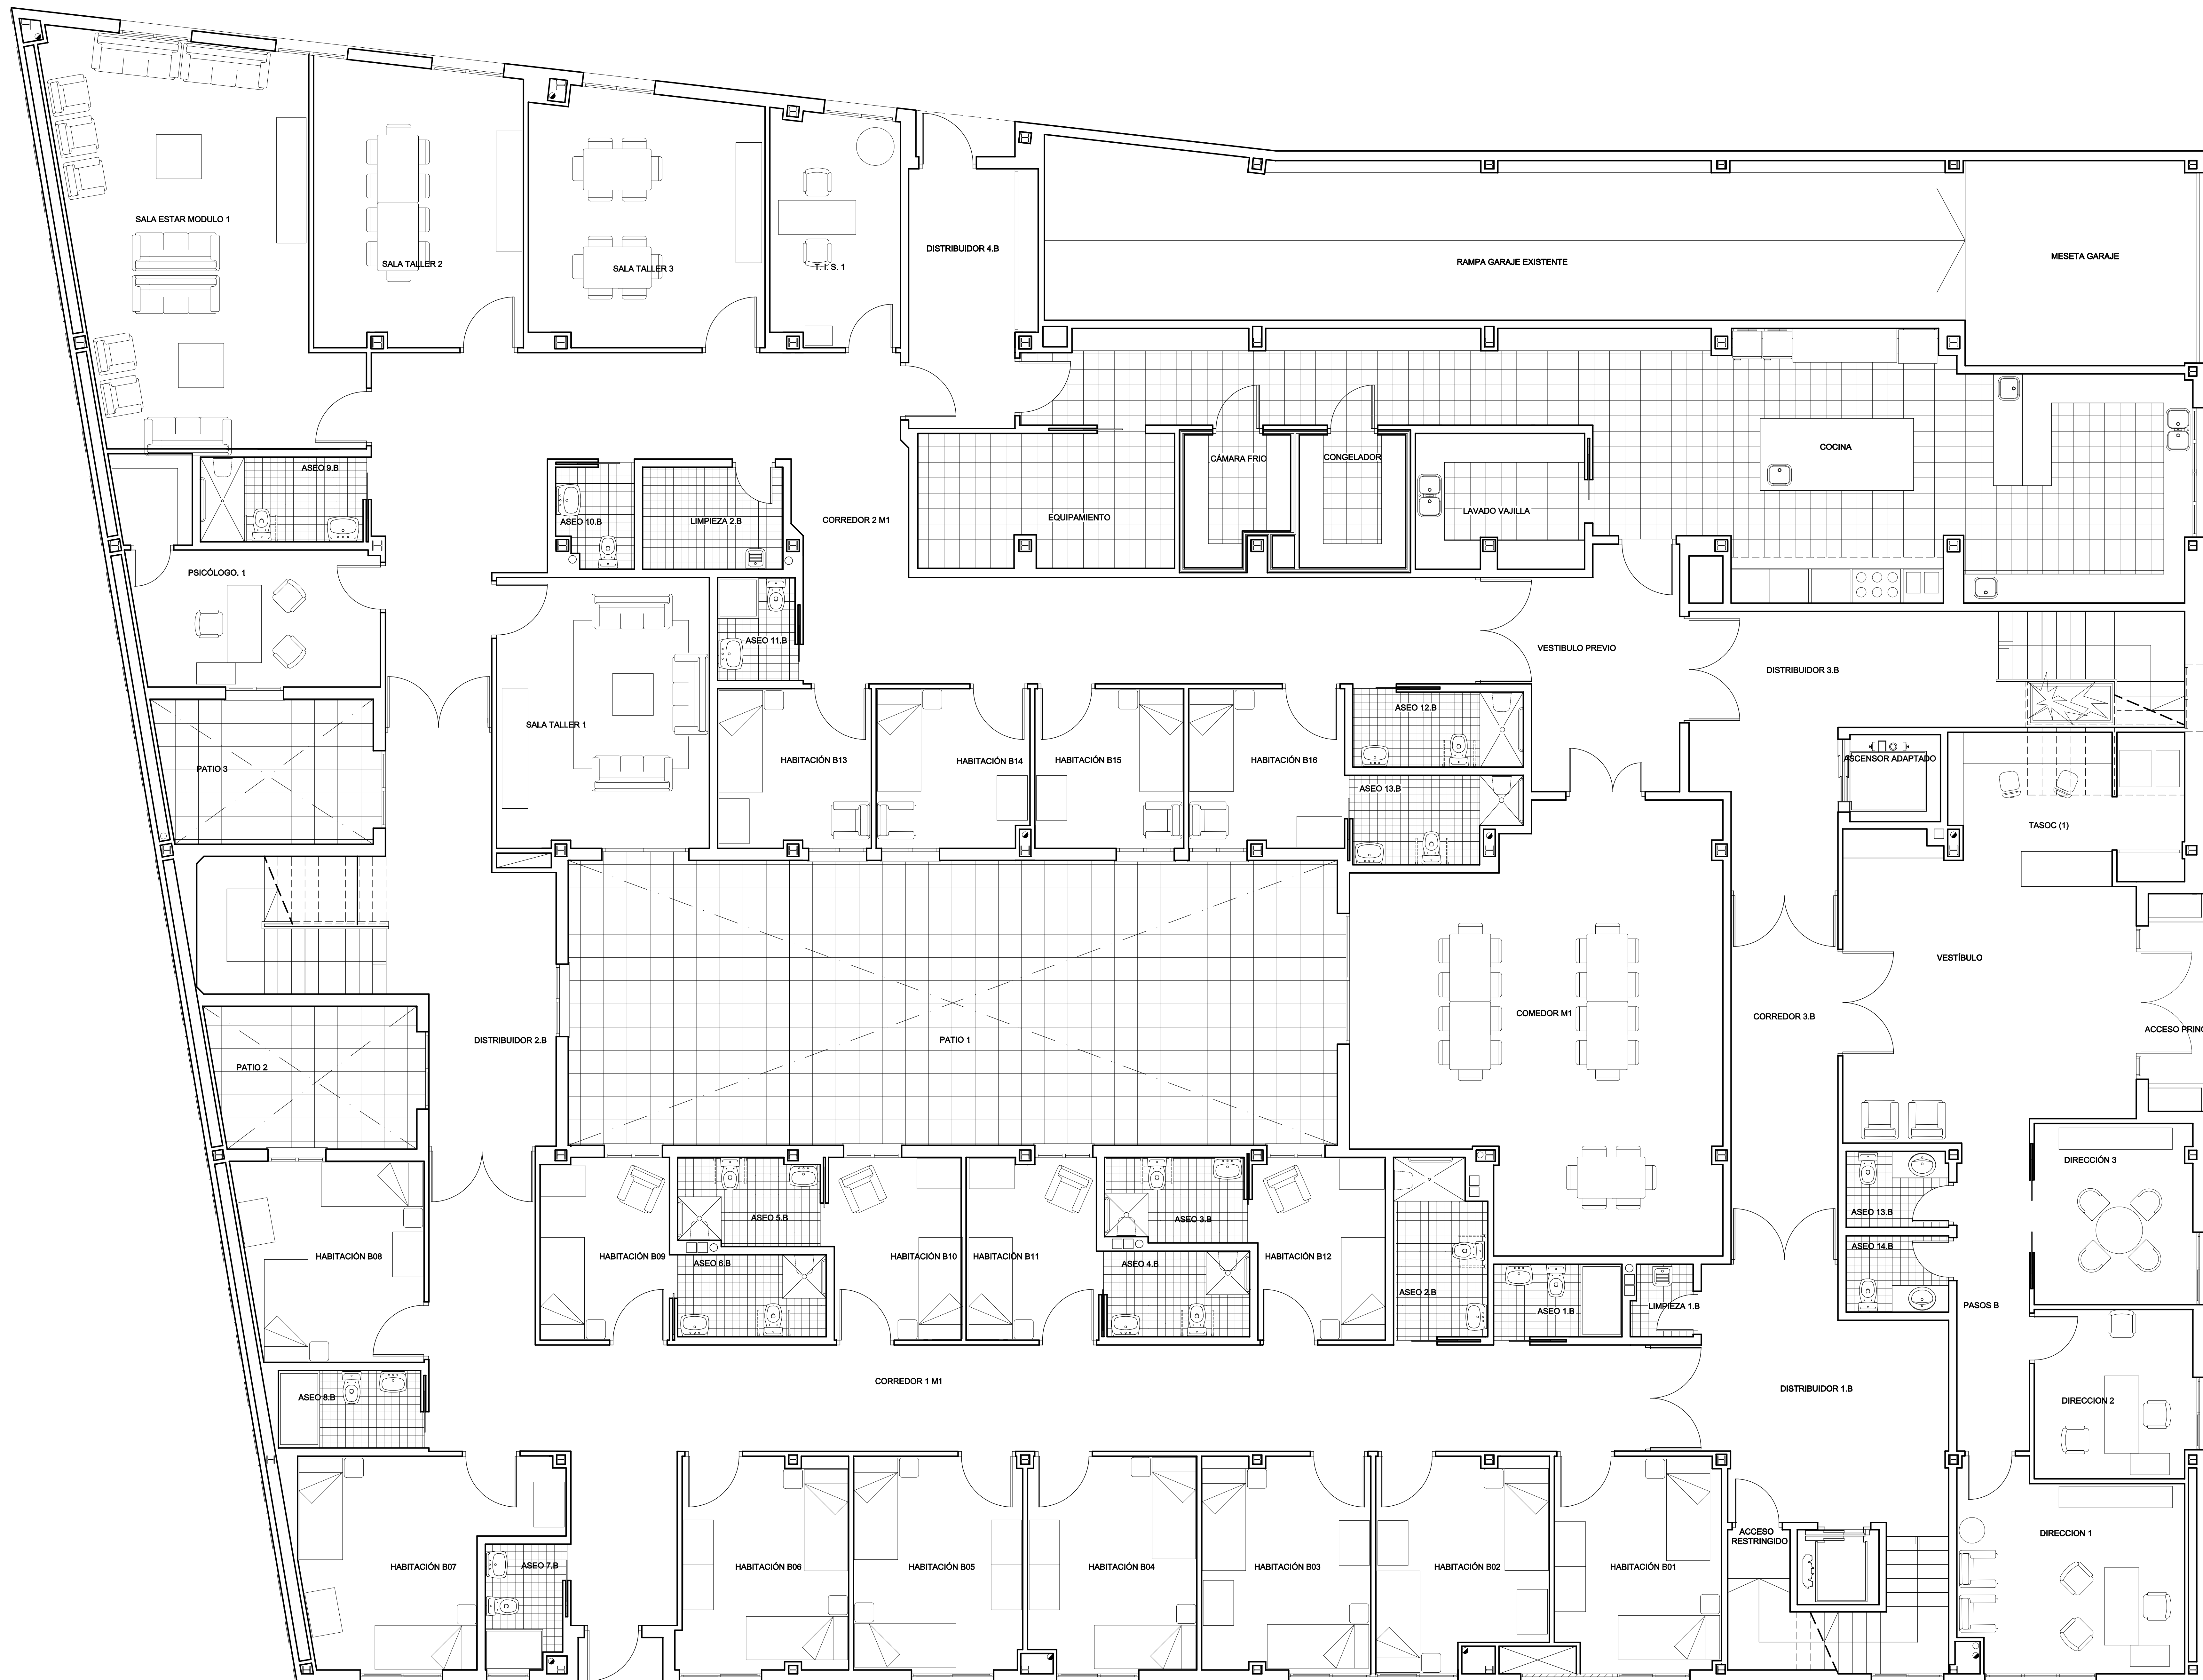 SALA ESTAR MODULO 1
SALA TALLER 2
SALA TALLER 3
T. I. S. 1
DISTRIBUIDOR 4.B
RAMPA GARAJE EXISTENTE
MESETA GARAJE
ASEO 9.B
ASEO 10.B
LIMPIEZA 2.B
CORREDOR 2 M1
EQUIPAMIENTO
CÁMARA FRIO
CONGELADOR
LAVADO VAJILLA
COCINA
PSICÓLOGO. 1
ASEO 11.B
VESTIBULO PREVIO
DISTRIBUIDOR 3.B
SALA TALLER 1
ASEO 12.B
PATIO 3
HABITACIÓN B13
HABITACIÓN B14
HABITACIÓN B15
HABITACIÓN B16
ASEO 13.B
ASCENSOR ADAPTADO
TASOC (1)
VESTÍBULO
DISTRIBUIDOR 2.B
PATIO 1
COMEDOR M1
CORREDOR 3.B
ACCESO PRINC
PATIO 2
DIRECCIÓN 3
ASEO 13.B
ASEO 5.B
ASEO 3.B
ASEO 14.B
HABITACIÓN B08
HABITACIÓN B09
ASEO 6.B
HABITACIÓN B10
HABITACIÓN B11
ASEO 4.B
HABITACIÓN B12
ASEO 2.B
ASEO 1.B
LIMPIEZA 1.B
PASOS B
CORREDOR 1 M1
DISTRIBUIDOR 1.B
DIRECCION 2
ASEO 8.B
ACCESO
RESTRINGIDO
DIRECCION 1
HABITACIÓN B07
ASEO 7.B
HABITACIÓN B06
HABITACIÓN B05
HABITACIÓN B04
HABITACIÓN B03
HABITACIÓN B02
HABITACIÓN B01